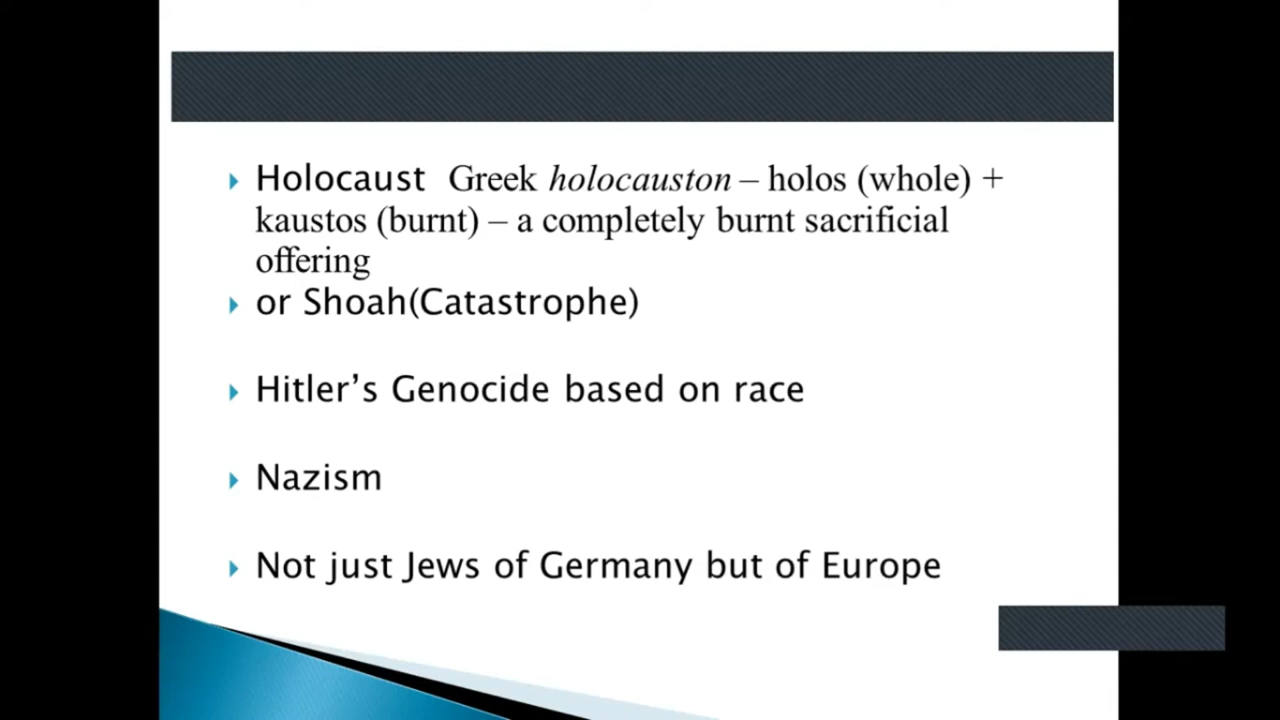 Holocaust Greek holocauston – holos (whole) +
kaustos (burnt) – a completely burnt sacrificial
offering
or Shoah(Catastrophe)
Hitler’s Genocide based on race
Nazism
Not just Jews of Germany but of Europe